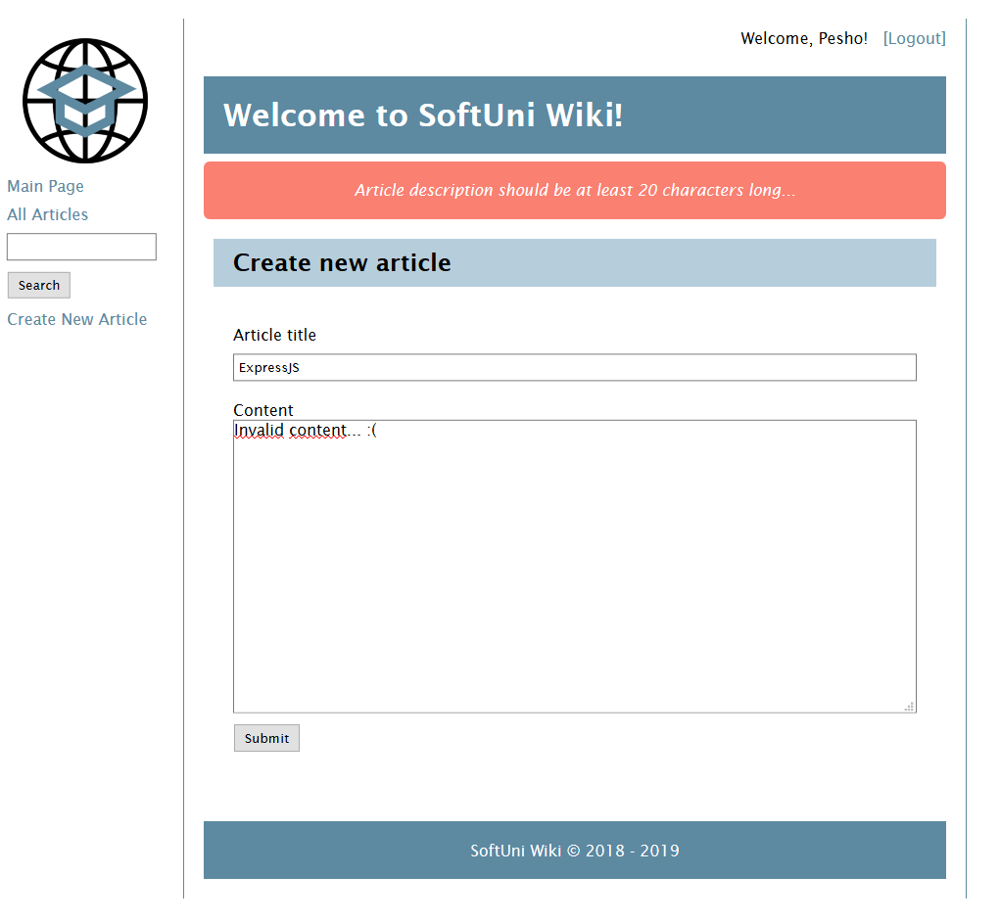 Welcome, Pesho! [Logout]
Welcome to SoftUni Wiki!
Article description should be at least 20 characters long...
Main Page
All Articles
Search
Create New Article
Create new article
Article title
ExpressJS
Content
Invalid content... :(
Submit
SoftUni Wiki © 2018 - 2019